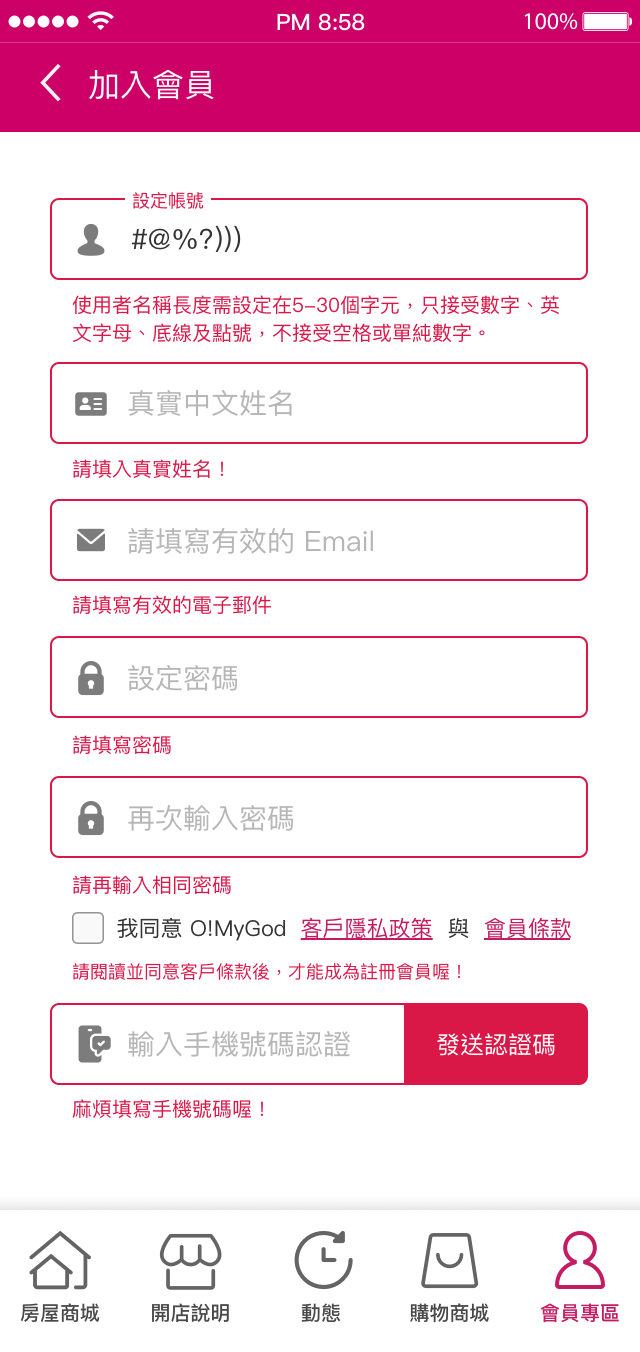 PM 8:58
100%
加入會員
設定帳號
#@%?)))
使用者名稱長度需設定在5–30個字元，只接受數字、英
文字母、底線及點號，不接受空格或單純數字。
真實中文姓名
請填入真實姓名！
請填寫有效的 Email
請填寫有效的電子郵件
設定密碼
請填寫密碼
再次輸入密碼
請再輸入相同密碼
我同意 O!MyGod 客戶隱私政策 與 會員條款
請閱讀並同意客戶條款後，才能成為註冊會員喔！
輸入手機號碼認證
發送認證碼
麻煩填寫手機號碼喔！
房屋商城
開店說明
動態
購物商城
會員專區